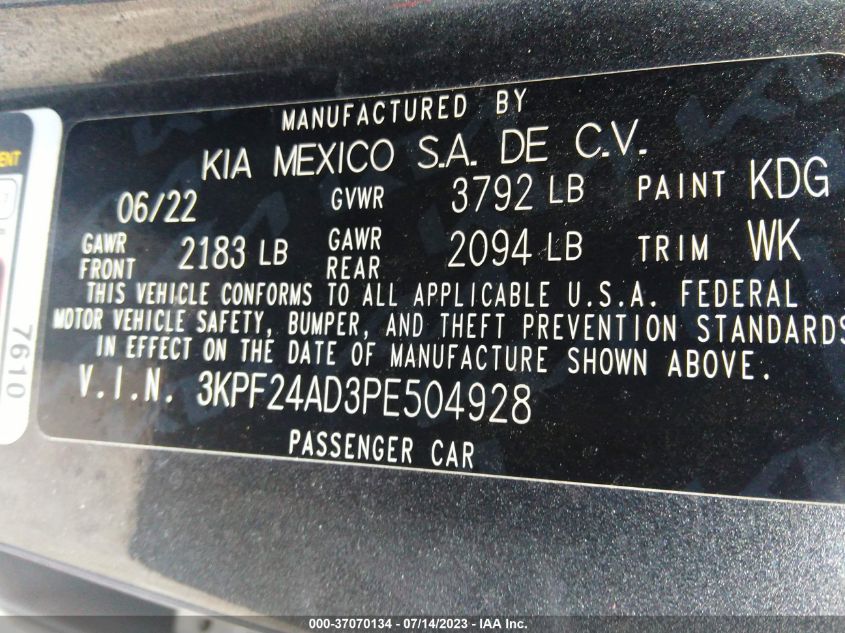 MANUFACTURED BY
KIA MEXICO S.A. DE C.V.
06/22 GVWR 3792 LB PAINT KDG
GAWR FRONT 2183 LB GAWR REAR 2094 LB TRIM WK
THIS VEHICLE CONFORMS TO ALL APPLICABLE U.S.A. FEDERAL
MOTOR VEHICLE SAFETY, BUMPER, AND THEFT PREVENTION STANDARDS
IN EFFECT ON THE DATE OF MANUFACTURE SHOWN ABOVE.
V.I.N. 3KPF24AD3PE504928
PASSENGER CAR
7610
000-37070134 - 07/14/2023 - IAA Inc.